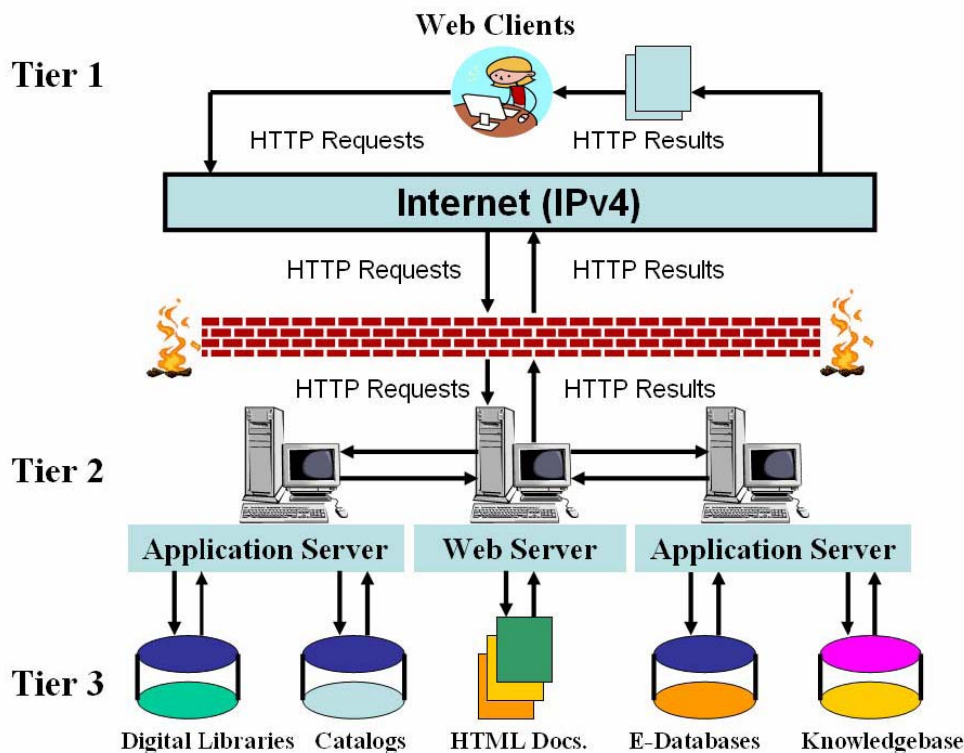 Web Clients
Tier 1
HTTP Requests
HTTP Results
Internet (IPv4)
HTTP Requests
HTTP Results
HTTP Requests
HTTP Results
Tier 2
Application Server
Web Server
Application Server
Tier 3
Digital Libraries
Catalogs
HTML Docs.
E-Databases
Knowledgebase